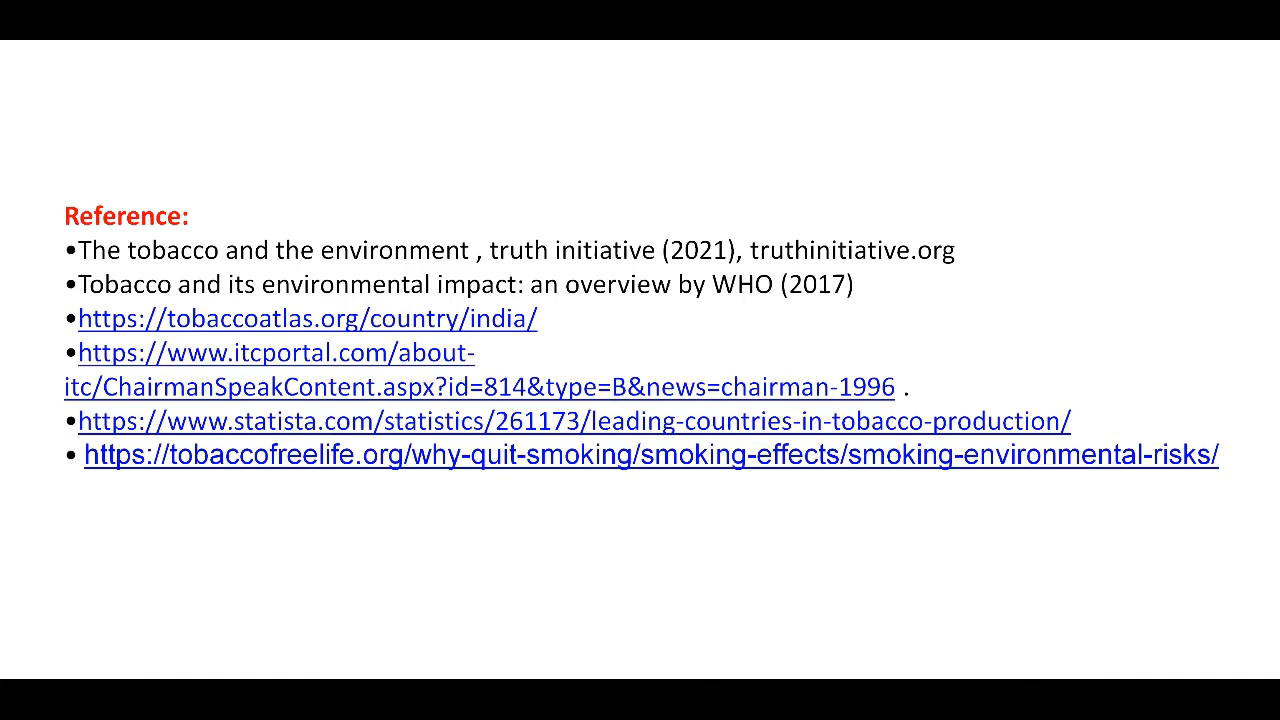 Reference:
•The tobacco and the environment , truth initiative (2021), truthinitiative.org
•Tobacco and its environmental impact: an overview by WHO (2017)
•https://tobaccoatlas.org/country/india/
•https://www.itcportal.com/about-
itc/ChairmanSpeakContent.aspx?id=814&type=B&news=chairman-1996 .
•https://www.statista.com/statistics/261173/leading-countries-in-tobacco-production/
• https://tobaccofreelife.org/why-quit-smoking/smoking-effects/smoking-environmental-risks/